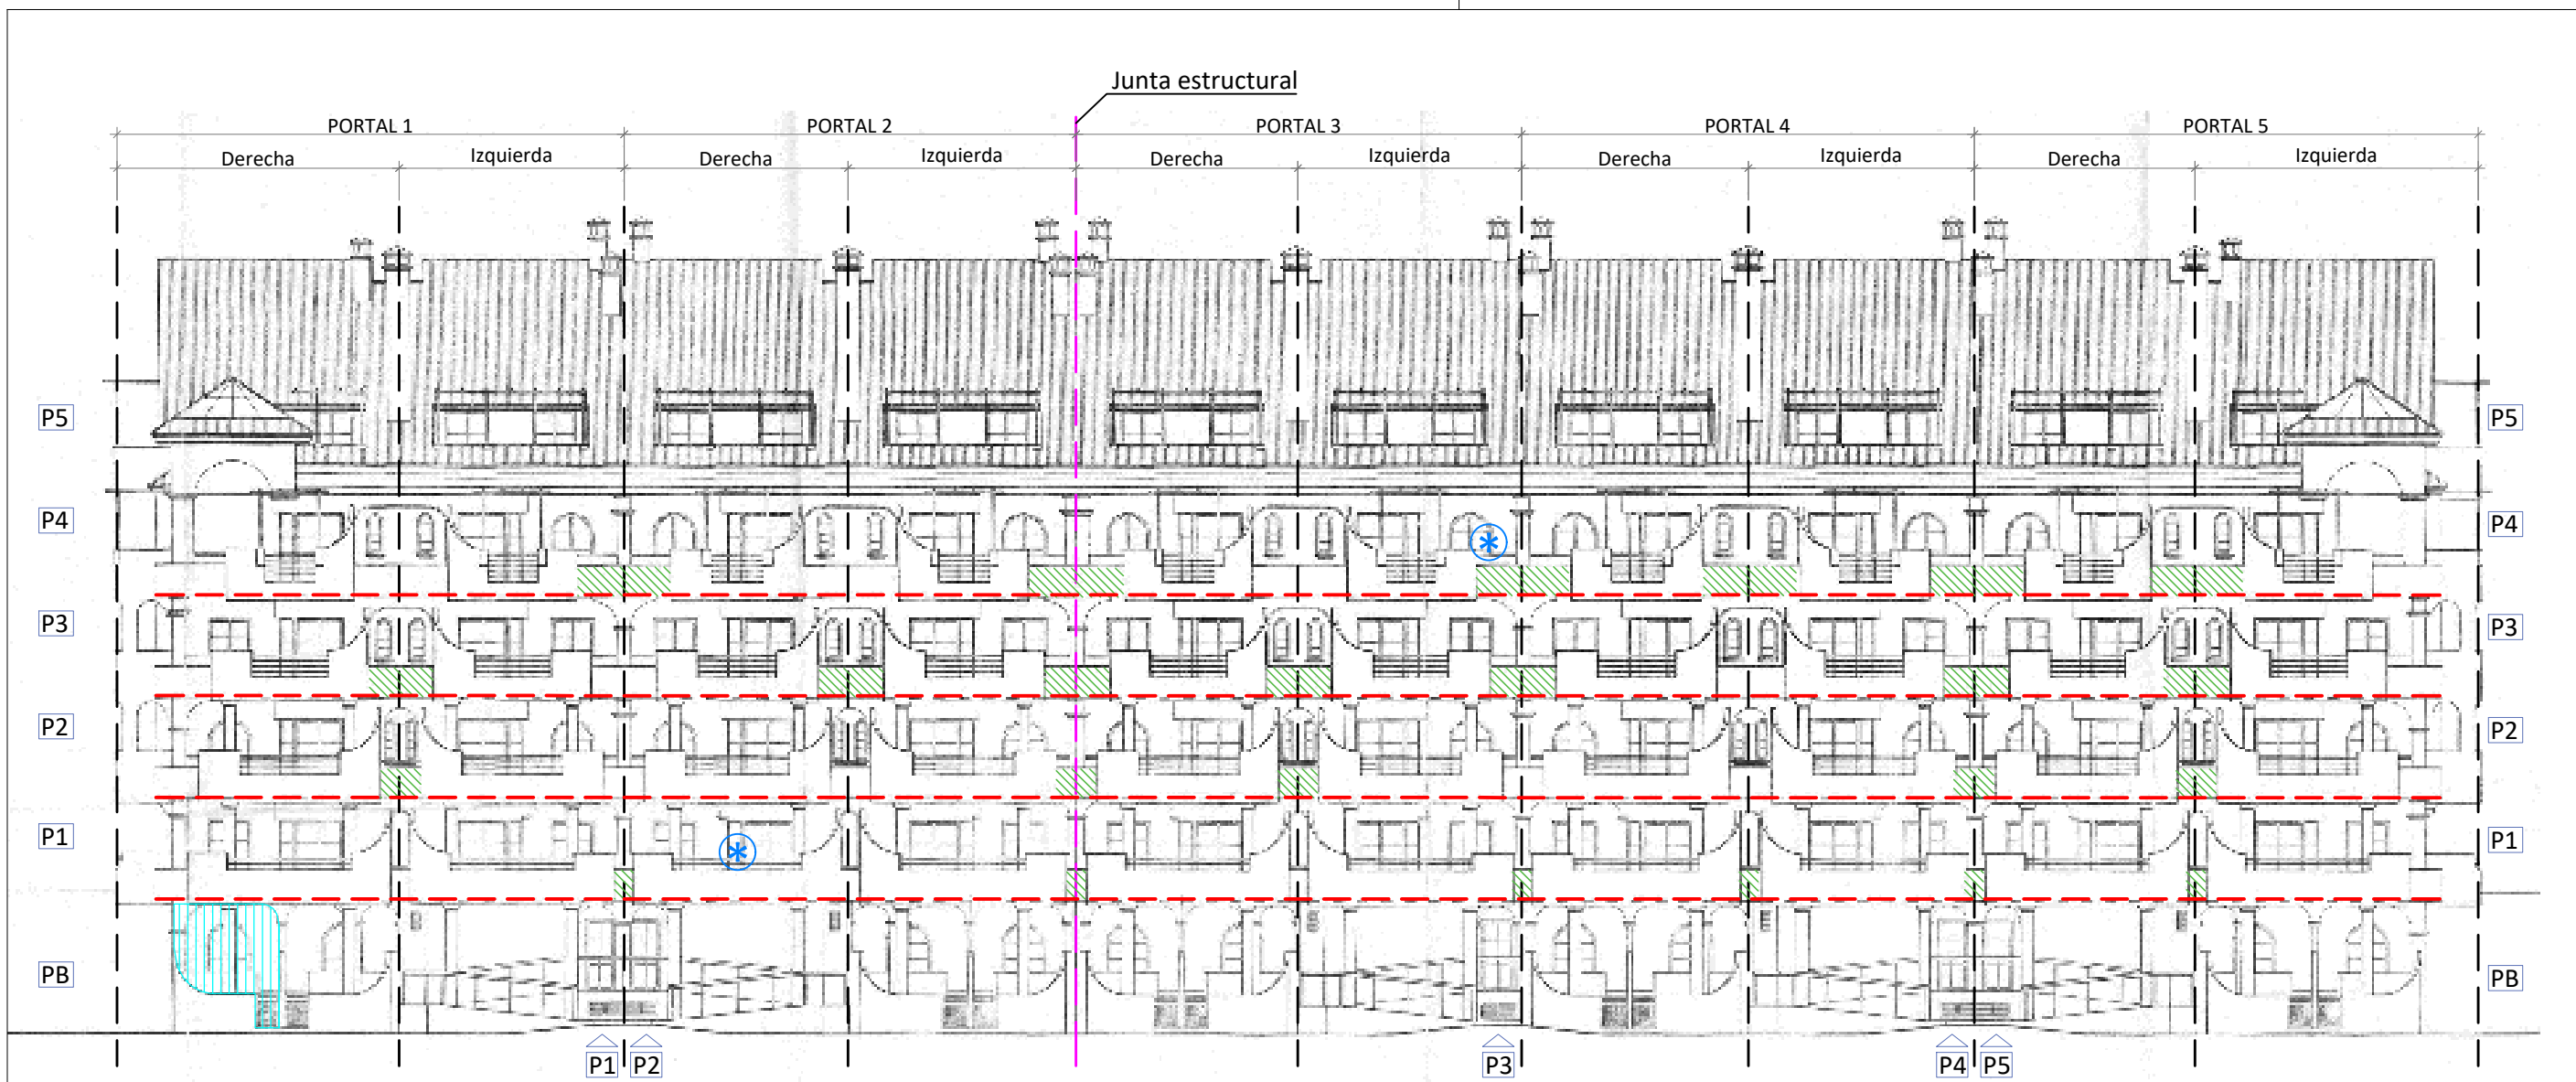 Junta estructural
PORTAL 1 PORTAL 2 PORTAL 3 PORTAL 4 PORTAL 5
Derecha Izquierda Derecha Izquierda Derecha Izquierda Derecha Izquierda Derecha Izquierda
P5 P5
P4 P4
P3 P3
P2 P2
P1 P1
PB PB
P1 P2 P3 P4 P5